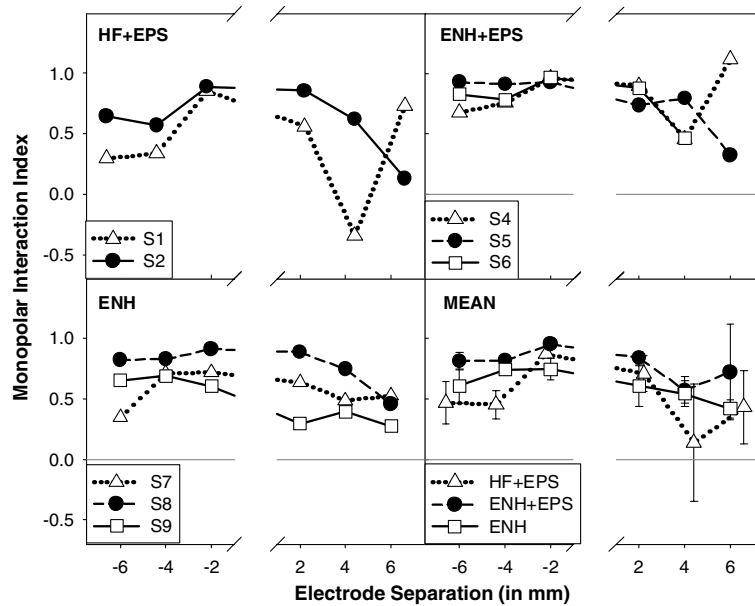 HF+EPS
ENH+EPS
1.0
0.5
0.0
-0.5
S1
S2
S4
S5
S6
Monopolar Interaction Index
ENH
MEAN
1.0
0.5
0.0
-0.5
S7
S8
S9
HF+EPS
ENH+EPS
ENH
-6 -4 -2 2 4 6 -6 -4 -2 2 4 6
Electrode Separation (in mm)